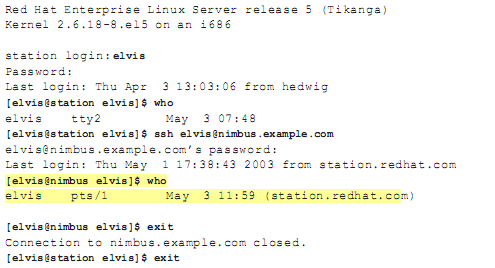 Red Hat Enterprise Linux Server release 5 (Tikanga)
Kernel 2.6.18-8.el5 on an i686
station login:elvis
Password:
Last login: Thu Apr  3 13:03:06 from hedwig
[elvis@station elvis]$ who
elvis    tty2        May  3 07:48
[elvis@station elvis]$ ssh elvis@nimbus.example.com
elvis@nimbus.example.com's password:
Last login: Thu May  1 17:38:43 2003 from station.redhat.com
[elvis@nimbus elvis]$ who
elvis    pts/1       May  3 11:59 (station.redhat.com)
[elvis@nimbus elvis]$ exit
Connection to nimbus.example.com closed.
[elvis@station elvis]$ exit